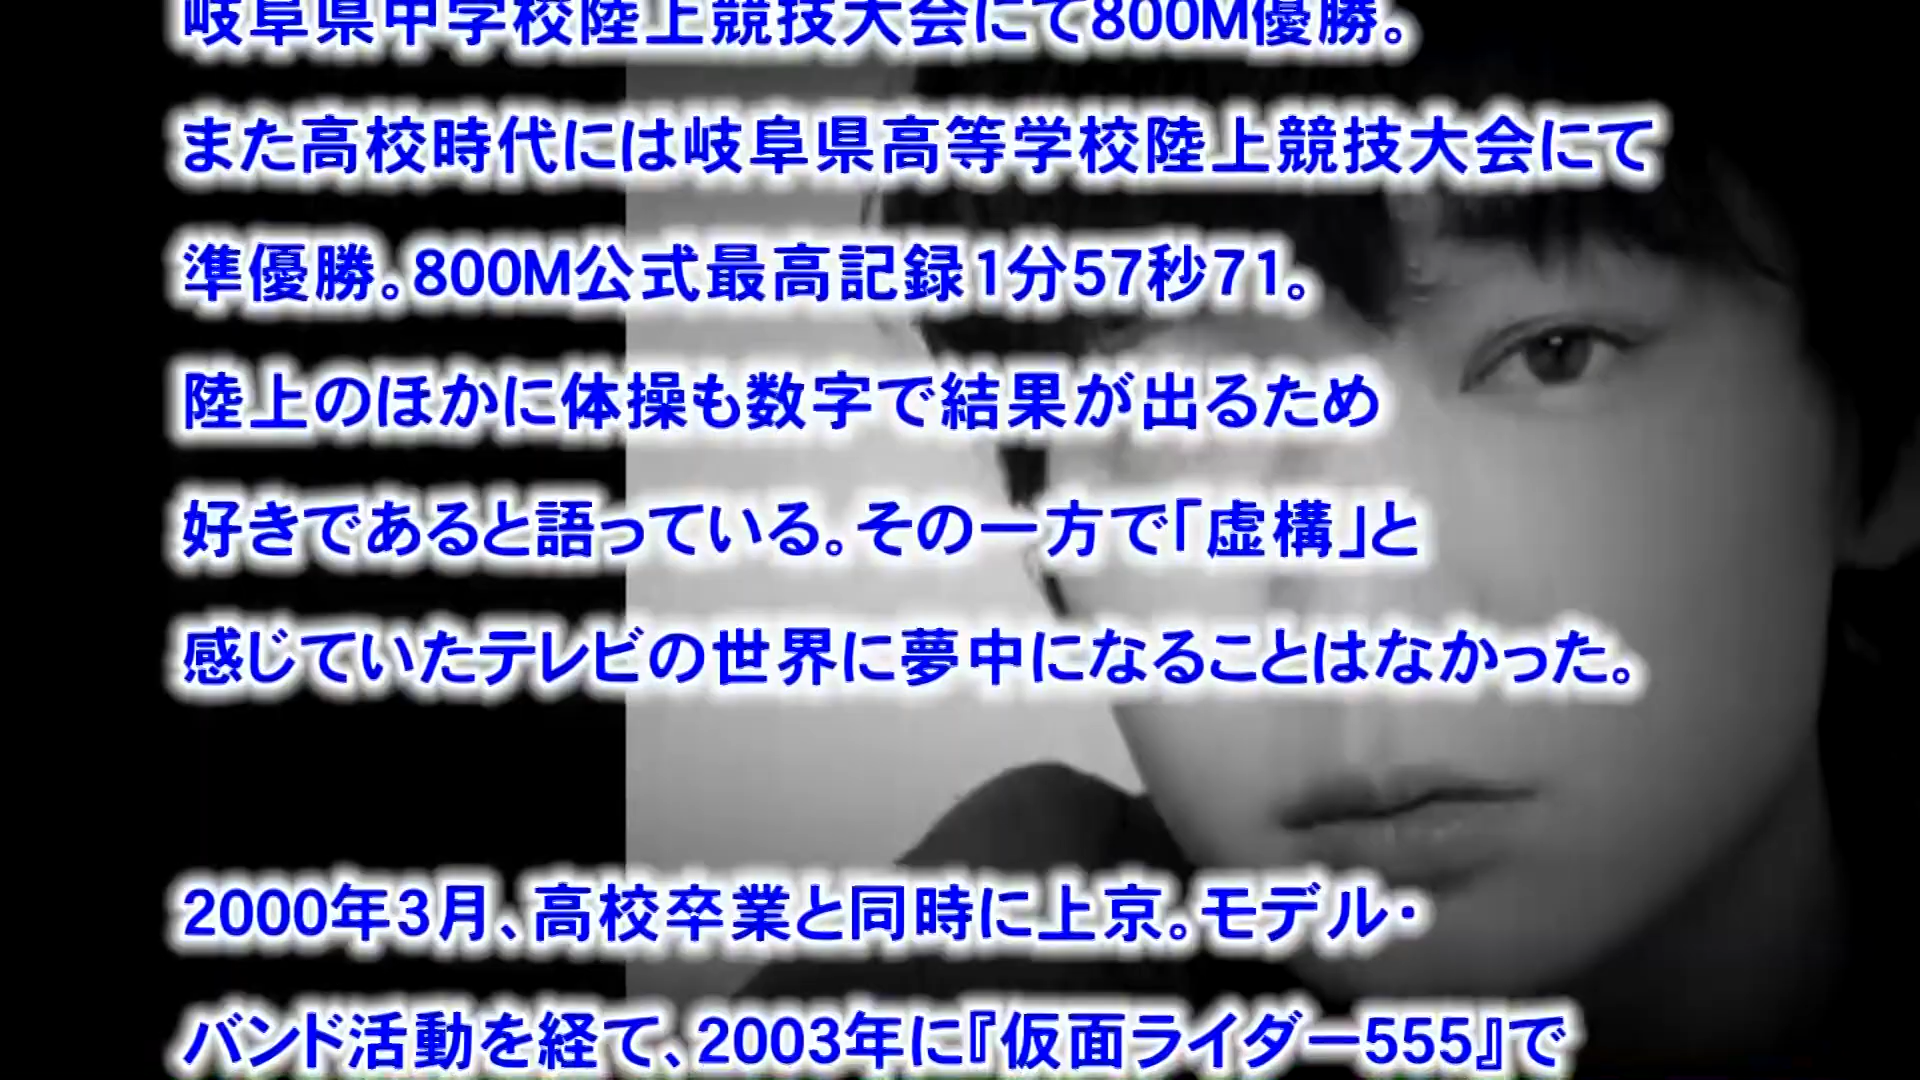 岐阜県中学校陸上競技大会にて800M優勝。
また高校時代には岐阜県高等学校陸上競技大会にて
準優勝。800M公式最高記録1分57秒71。
陸上のほかに体操も数字で結果が出るため
好きであると語っている。その一方で「虚構」と
感じていたテレビの世界に夢中になることはなかった。
2000年3月、高校卒業と同時に上京。モデル・
バンド活動を経て、2003年に『仮面ライダー555』で